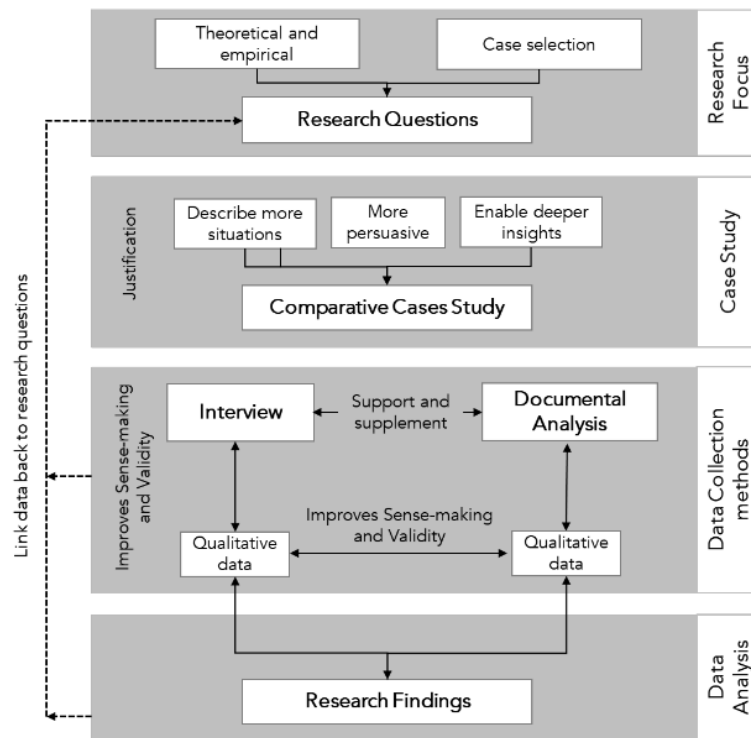 Theoretical and
empirical
Case selection
Research Questions
Research
Focus
Justification
Describe more
situations
More
persuasive
Enable deeper
insights
Comparative Cases Study
Case Study
Link data back to research questions
Improves Sense-making
and Validity
Interview
Support and
supplement
Documental
Analysis
Improves Sense-making
and Validity
Qualitative
data
Qualitative
data
Data Collection
methods
Research Findings
Data
Analysis